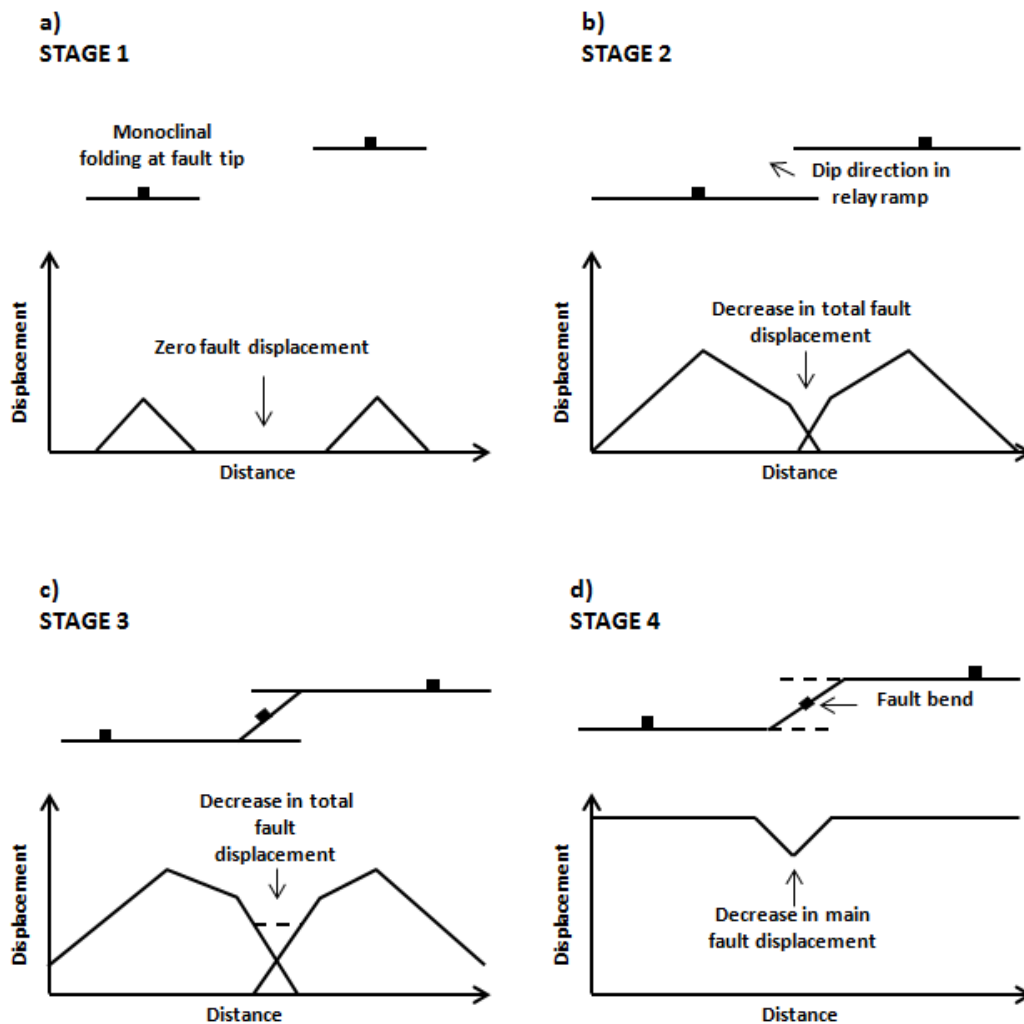 a)
STAGE 1
Monoclinal
folding at fault tip
Displacement
Zero fault displacement
Distance
b)
STAGE 2
Dip direction in
relay ramp
Displacement
Decrease in total fault
displacement
Distance
c)
STAGE 3
Displacement
Decrease in total
fault
displacement
Distance
d)
STAGE 4
Fault bend
Displacement
Decrease in main
fault displacement
Distance